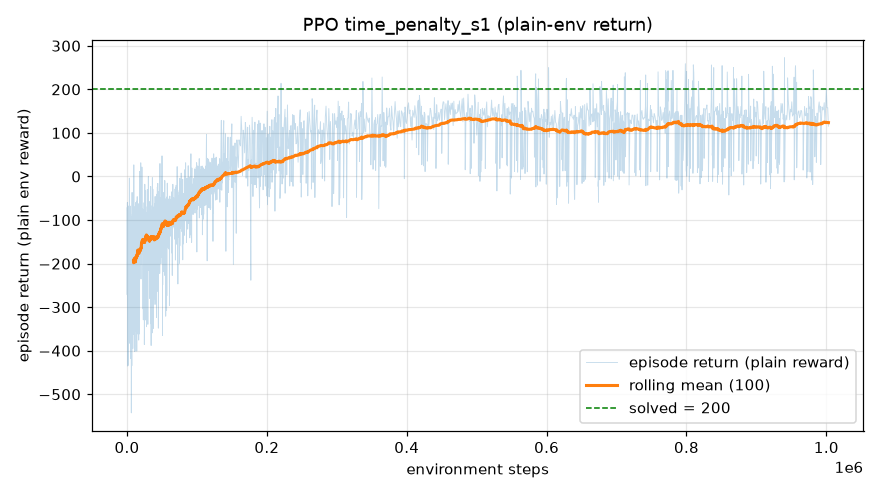 PPO time_penalty_s1 (plain-env return)
episode return (plain env reward)
300
200
100
0
−100
−200
−300
−400
−500
episode return (plain reward)
rolling mean (100)
solved = 200
0.0 0.2 0.4 0.6 0.8 1.0
1e6
environment steps